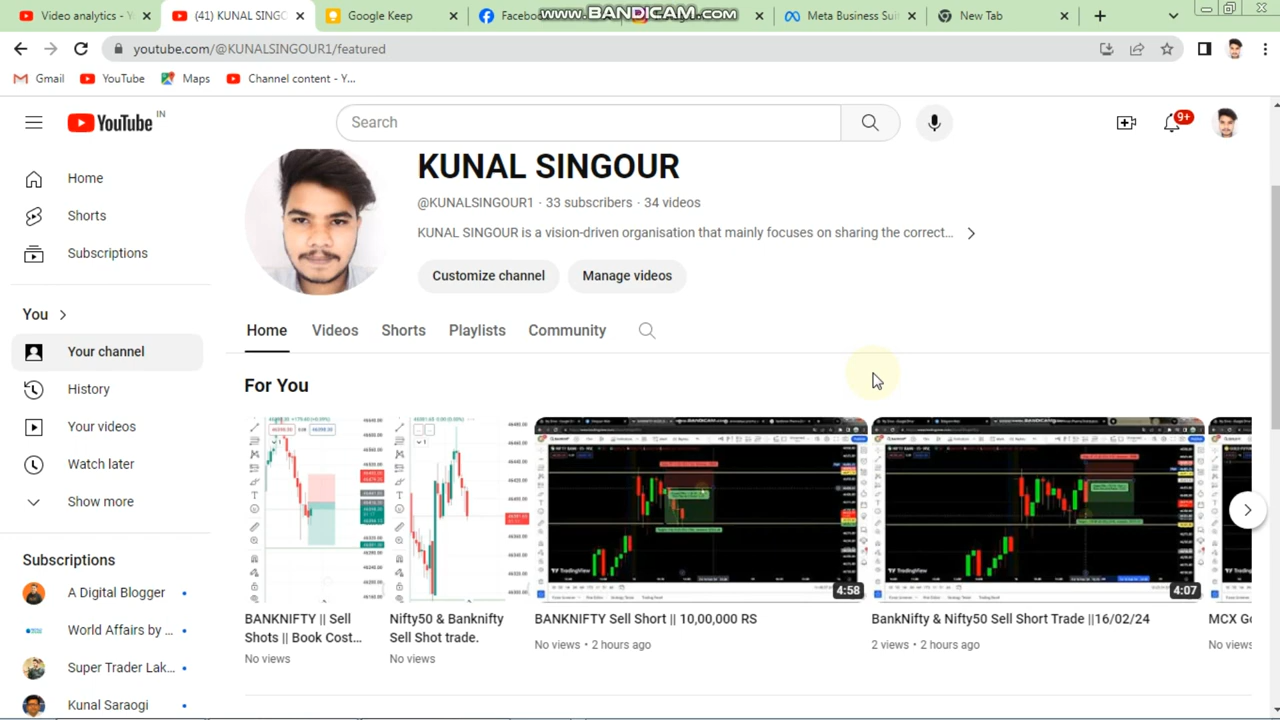 Video analytics - Y
(41) KUNAL SINGO
Google Keep
Facebo
www.BANDICAM.com
Meta Business Sui
New Tab
youtube.com/@KUNALSINGOUR1/featured
Gmail
YouTube
Maps
Channel content - Y...
YouTube IN
Search
9+
Home
Shorts
Subscriptions
You
Your channel
History
Your videos
Watch later
Show more
Subscriptions
A Digital Blogger
World Affairs by ...
Super Trader Lak...
Kunal Saraogi
KUNAL SINGOUR
@KUNALSINGOUR1 · 33 subscribers · 34 videos
KUNAL SINGOUR is a vision-driven organisation that mainly focuses on sharing the correct...
Customize channel
Manage videos
Home
Videos
Shorts
Playlists
Community
For You
TradingView
4:58
TradingView
4:07
BANKNIFTY || Sell
Shots || Book Cost...
No views
Nifty50 & Banknifty
Sell Shot trade.
No views
BANKNIFTY Sell Short || 10,00,000 RS
No views · 2 hours ago
BankNifty & Nifty50 Sell Short Trade ||16/02/24
2 views · 2 hours ago
MCX Go
No views